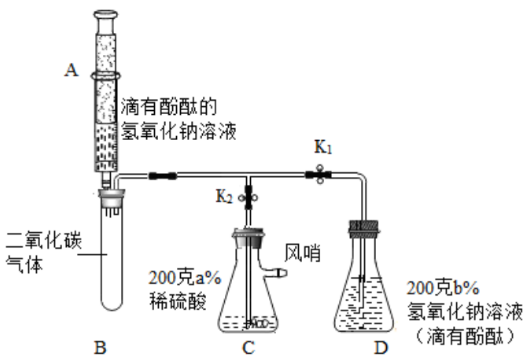 A
滴有酚酞的
氢氧化钠溶液
K₁
K₂
二氧化碳
气体
风哨
200克a%
稀硫酸
200克b%
氢氧化钠溶液
（滴有酚酞）
B
C
D